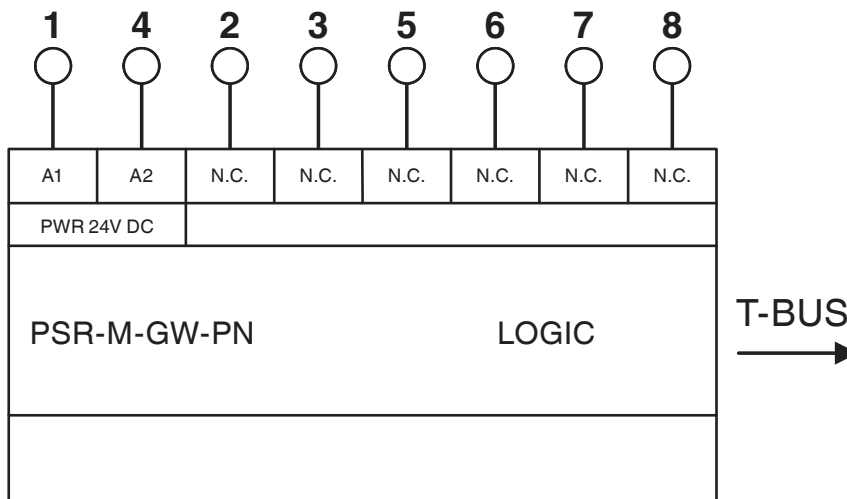 1 4 2 3 5 6 7 8
A1 A2 N.C. N.C. N.C. N.C. N.C. N.C.
PWR 24V DC
PSR-M-GW-PN LOGIC
T-BUS